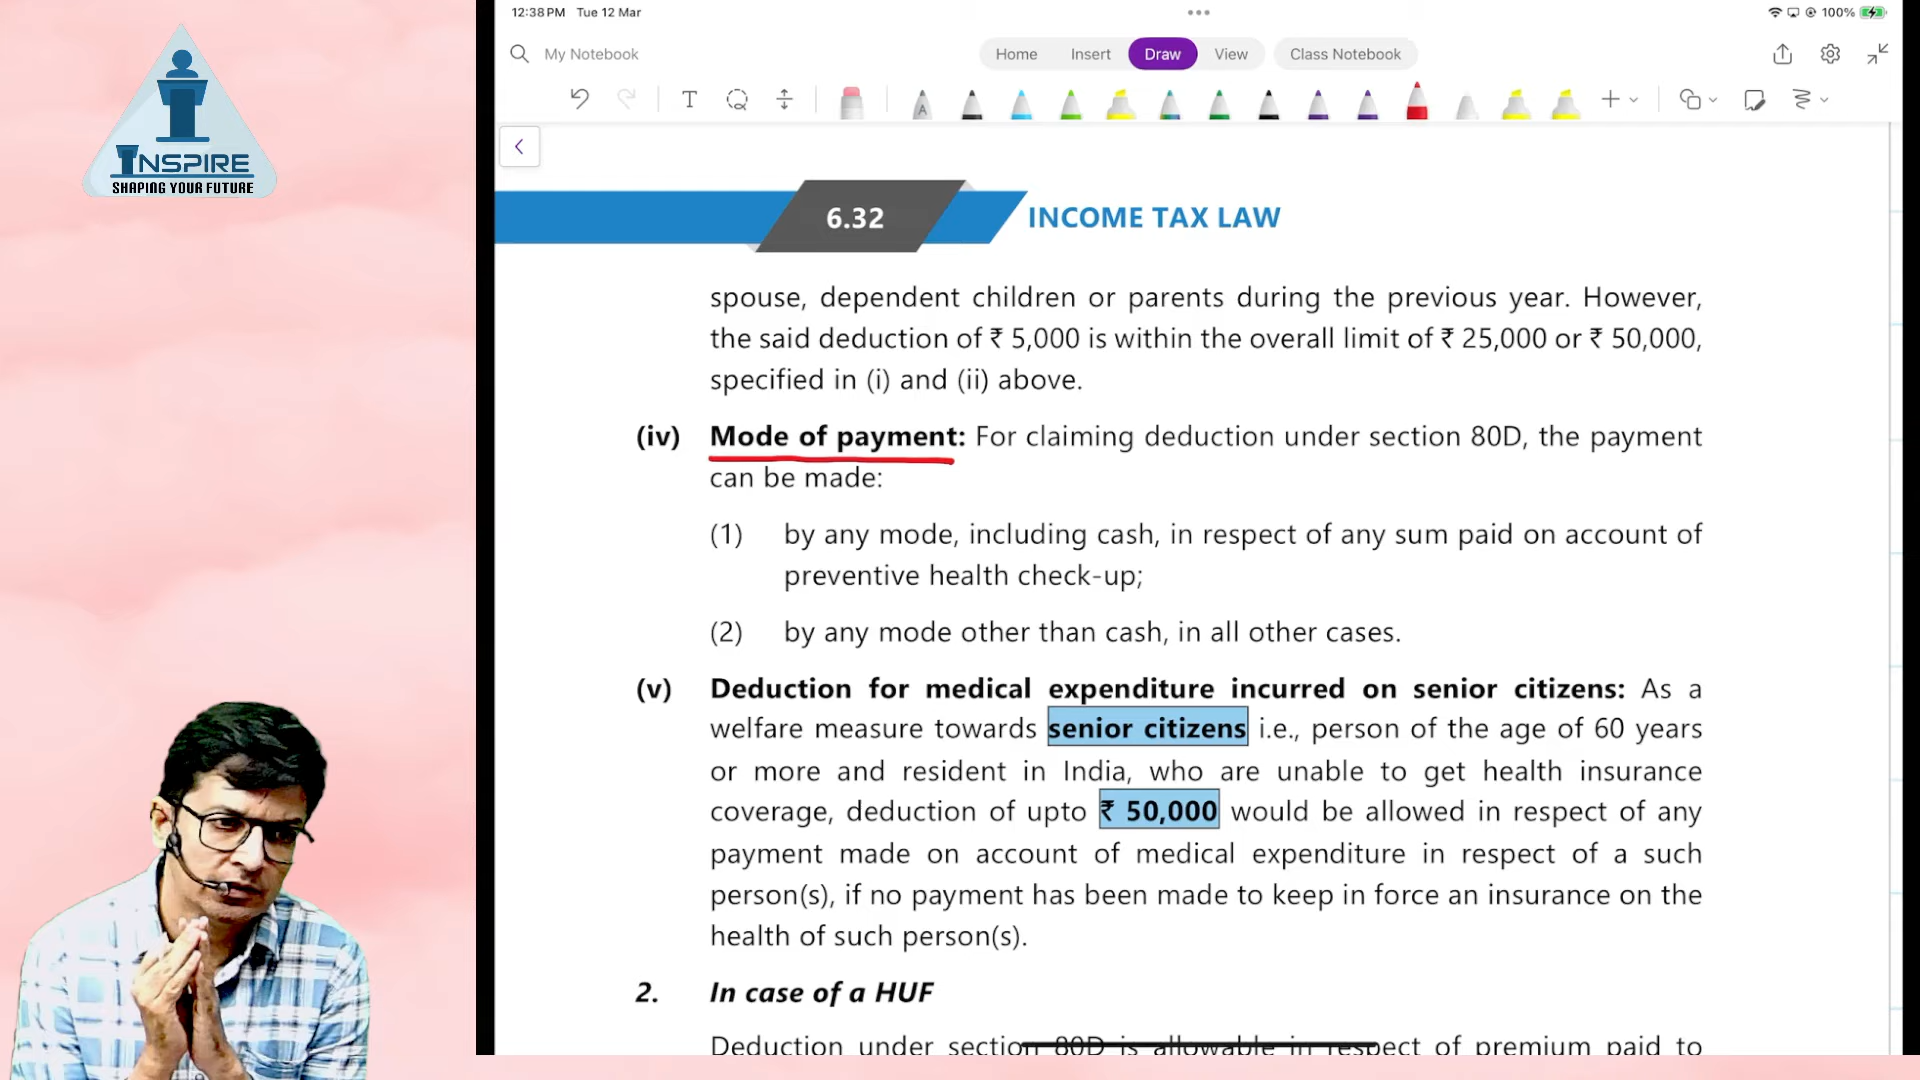 12:38 PM Tue 12 Mar
100%
My Notebook
Home Insert Draw View Class Notebook
T
A
INSPIRE
SHAPING YOUR FUTURE
6.32 INCOME TAX LAW
spouse, dependent children or parents during the previous year. However,
the said deduction of ₹ 5,000 is within the overall limit of ₹ 25,000 or ₹ 50,000,
specified in (i) and (ii) above.
(iv) Mode of payment: For claiming deduction under section 80D, the payment
can be made:
(1) by any mode, including cash, in respect of any sum paid on account of
preventive health check-up;
(2) by any mode other than cash, in all other cases.
(v) Deduction for medical expenditure incurred on senior citizens: As a
welfare measure towards senior citizens i.e., person of the age of 60 years
or more and resident in India, who are unable to get health insurance
coverage, deduction of upto ₹ 50,000 would be allowed in respect of any
payment made on account of medical expenditure in respect of a such
person(s), if no payment has been made to keep in force an insurance on the
health of such person(s).
2. In case of a HUF
Deduction under section 80D is allowable in respect of premium paid to